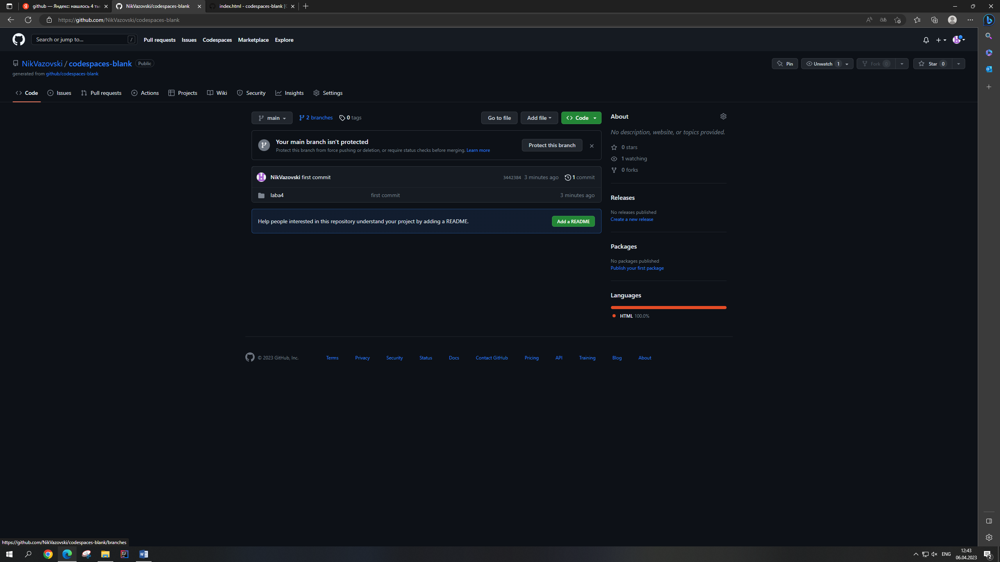 github — Яндекс: нашлось 4 ты
NikVazovski/codespaces-blank
index.html - codespaces-blank [C
https://github.com/NikVazovski/codespaces-blank
Search or jump to...
/
Pull requests
Issues
Codespaces
Marketplace
Explore
NikVazovski / codespaces-blank
Public
generated from github/codespaces-blank
Pin
Unwatch 1
Fork 0
Star 0
Code
Issues
Pull requests
Actions
Projects
Wiki
Security
Insights
Settings
main
2 branches
0 tags
Go to file
Add file
Code
Your main branch isn't protected
Protect this branch from force pushing or deletion, or require status checks before merging. Learn more
Protect this branch
NikVazovski first commit
3442384 3 minutes ago
1 commit
laba4
first commit
3 minutes ago
Help people interested in this repository understand your project by adding a README.
Add a README
About
No description, website, or topics provided.
0 stars
1 watching
0 forks
Releases
No releases published
Create a new release
Packages
No packages published
Publish your first package
Languages
HTML 100.0%
© 2023 GitHub, Inc.
Terms
Privacy
Security
Status
Docs
Contact GitHub
Pricing
API
Training
Blog
About
https://github.com/NikVazovski/codespaces-blank/branches
ENG
12:43
06.04.2023
2